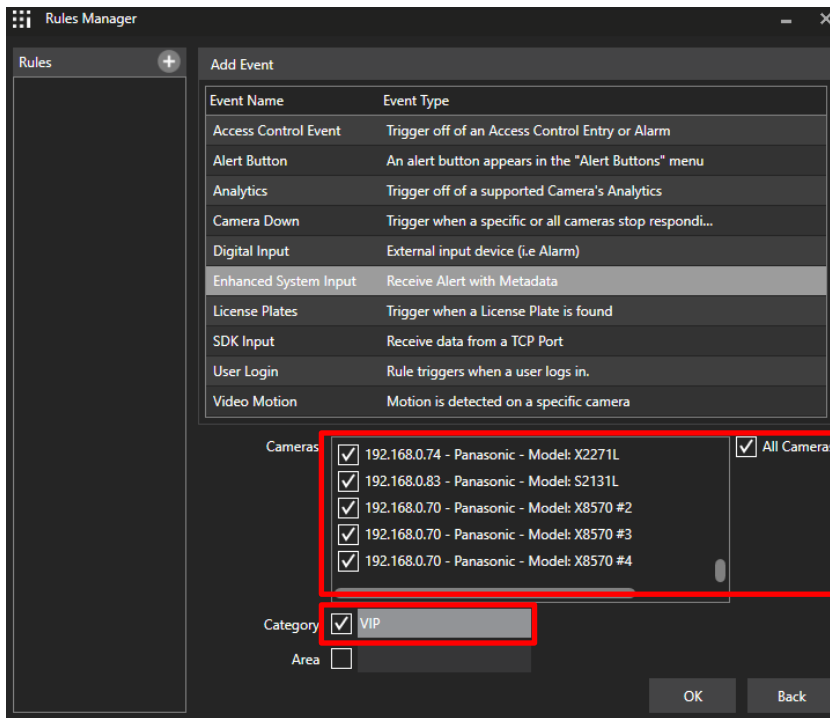 Rules Manager
Rules
Add Event
Event Name Event Type
Access Control Event Trigger off of an Access Control Entry or Alarm
Alert Button An alert button appears in the "Alert Buttons" menu
Analytics Trigger off of a supported Camera's Analytics
Camera Down Trigger when a specific or all cameras stop respondi...
Digital Input External input device (i.e Alarm)
Enhanced System Input Receive Alert with Metadata
License Plates Trigger when a License Plate is found
SDK Input Receive data from a TCP Port
User Login Rule triggers when a user logs in.
Video Motion Motion is detected on a specific camera
Cameras 192.168.0.74 - Panasonic - Model: X2271L All Cameras
192.168.0.83 - Panasonic - Model: S2131L
192.168.0.70 - Panasonic - Model: X8570 #2
192.168.0.70 - Panasonic - Model: X8570 #3
192.168.0.70 - Panasonic - Model: X8570 #4
Category VIP
Area
OK Back